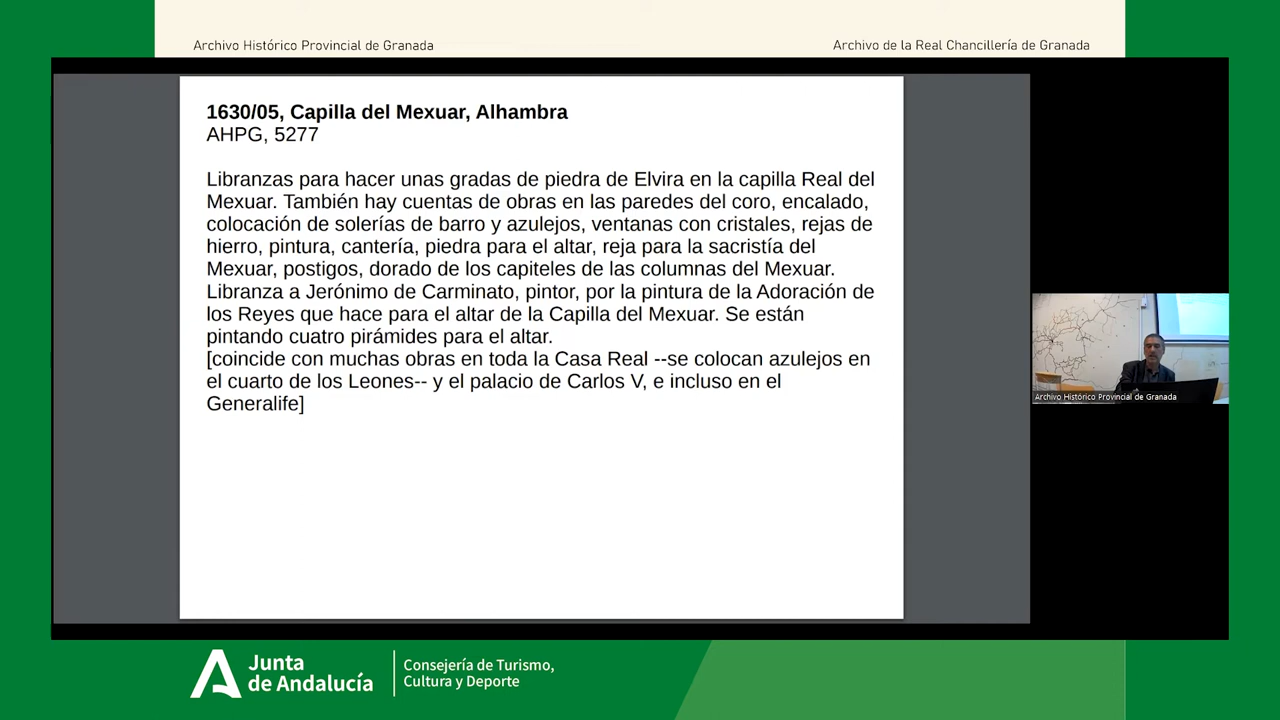 Archivo Histórico Provincial de Granada
Archivo de la Real Chancillería de Granada
1630/05, Capilla del Mexuar, Alhambra
AHPG, 5277
Libranzas para hacer unas gradas de piedra de Elvira en la capilla Real del
Mexuar. También hay cuentas de obras en las paredes del coro, encalado,
colocación de solerías de barro y azulejos, ventanas con cristales, rejas de
hierro, pintura, cantería, piedra para el altar, reja para la sacristía del
Mexuar, postigos, dorado de los capiteles de las columnas del Mexuar.
Libranza a Jerónimo de Carminato, pintor, por la pintura de la Adoración de
los Reyes que hace para el altar de la Capilla del Mexuar. Se están
pintando cuatro pirámides para el altar.
[coincide con muchas obras en toda la Casa Real --se colocan azulejos en
el cuarto de los Leones-- y el palacio de Carlos V, e incluso en el
Generalife]
Archivo Histórico Provincial de Granada
Junta
de Andalucía
Consejería de Turismo,
Cultura y Deporte